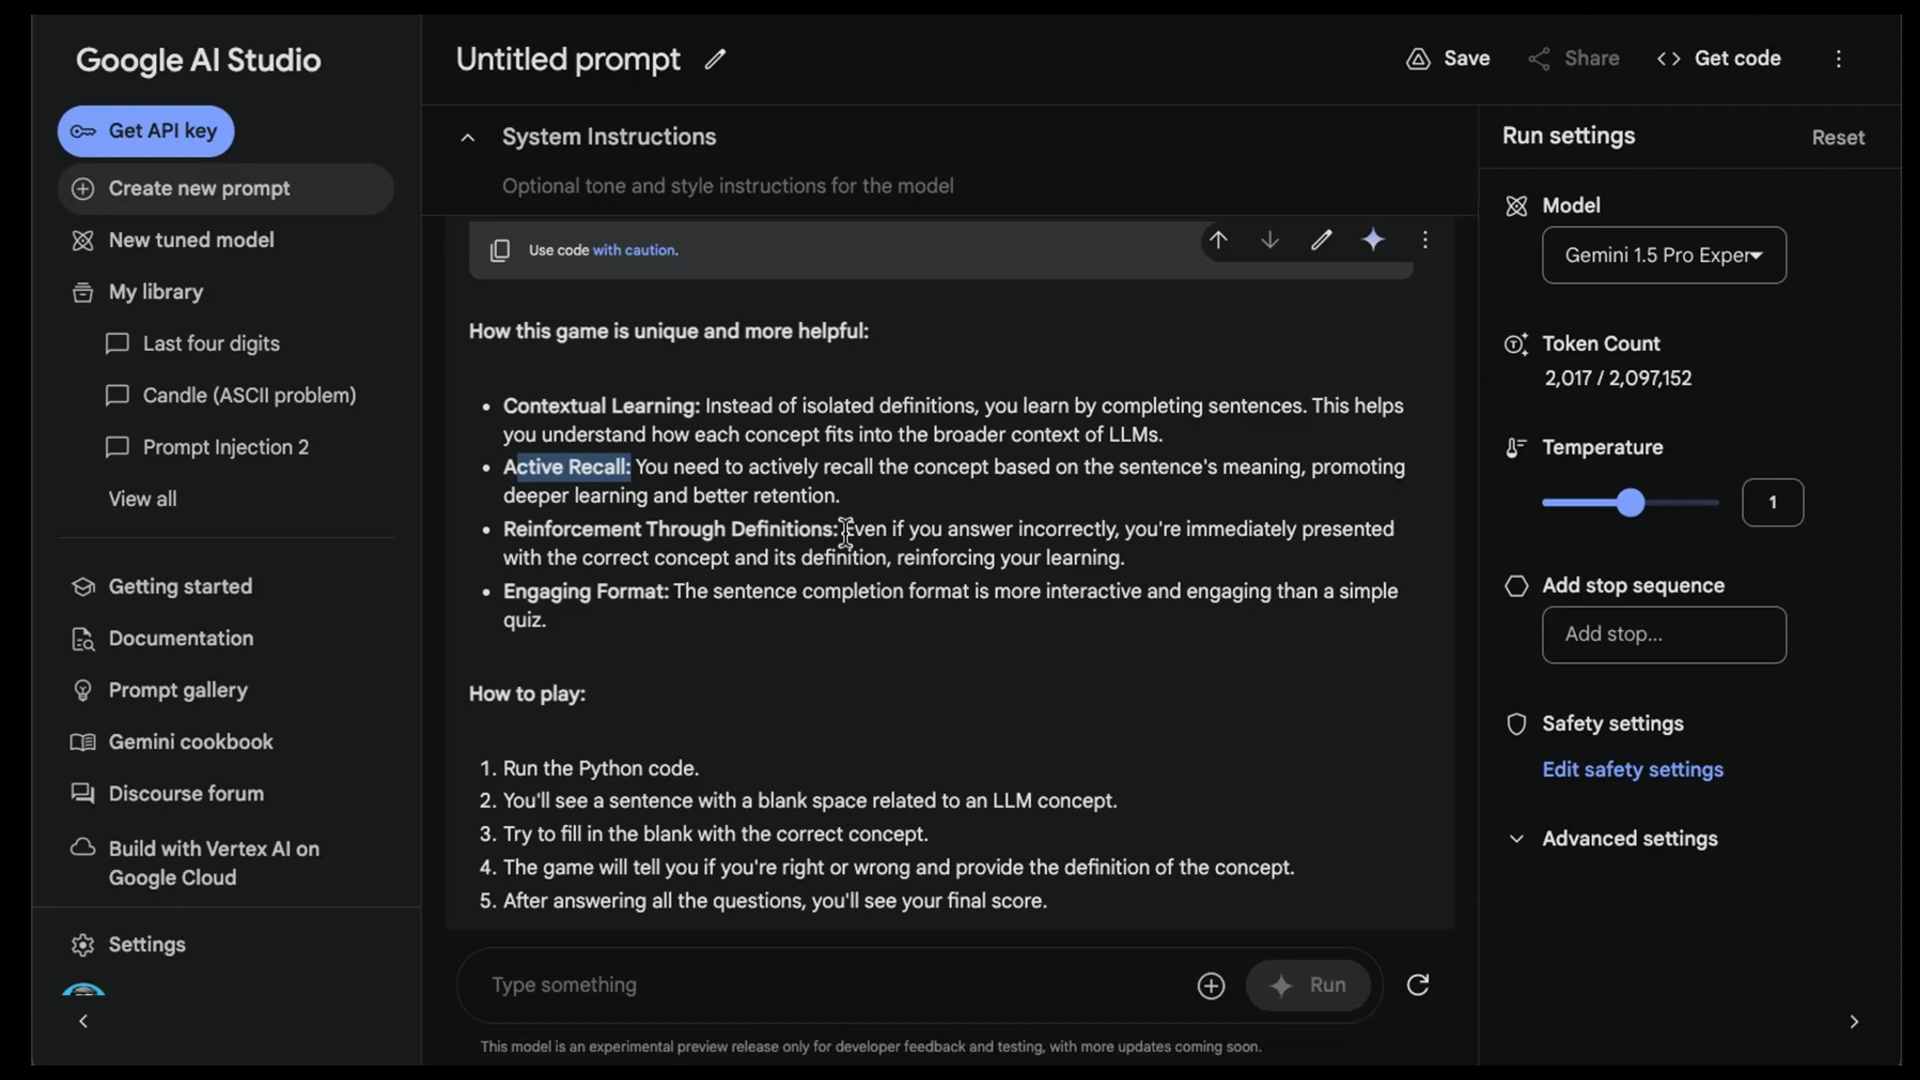 Google AI Studio
Get API key
Create new prompt
New tuned model
My library
Last four digits
Candle (ASCII problem)
Prompt Injection 2
View all
Getting started
Documentation
Prompt gallery
Gemini cookbook
Discourse forum
Build with Vertex AI on
Google Cloud
Settings
Untitled prompt
Save
Share
Get code
System Instructions
Optional tone and style instructions for the model
Use code with caution.
How this game is unique and more helpful:
• Contextual Learning: Instead of isolated definitions, you learn by completing sentences. This helps
you understand how each concept fits into the broader context of LLMs.
• Active Recall: You need to actively recall the concept based on the sentence's meaning, promoting
deeper learning and better retention.
• Reinforcement Through Definitions: Even if you answer incorrectly, you're immediately presented
with the correct concept and its definition, reinforcing your learning.
• Engaging Format: The sentence completion format is more interactive and engaging than a simple
quiz.
How to play:
1. Run the Python code.
2. You'll see a sentence with a blank space related to an LLM concept.
3. Try to fill in the blank with the correct concept.
4. The game will tell you if you're right or wrong and provide the definition of the concept.
5. After answering all the questions, you'll see your final score.
Type something
Run
This model is an experimental preview release only for developer feedback and testing, with more updates coming soon.
Run settings
Reset
Model
Gemini 1.5 Pro Exper
Token Count
2,017 / 2,097,152
Temperature
1
Add stop sequence
Add stop...
Safety settings
Edit safety settings
Advanced settings